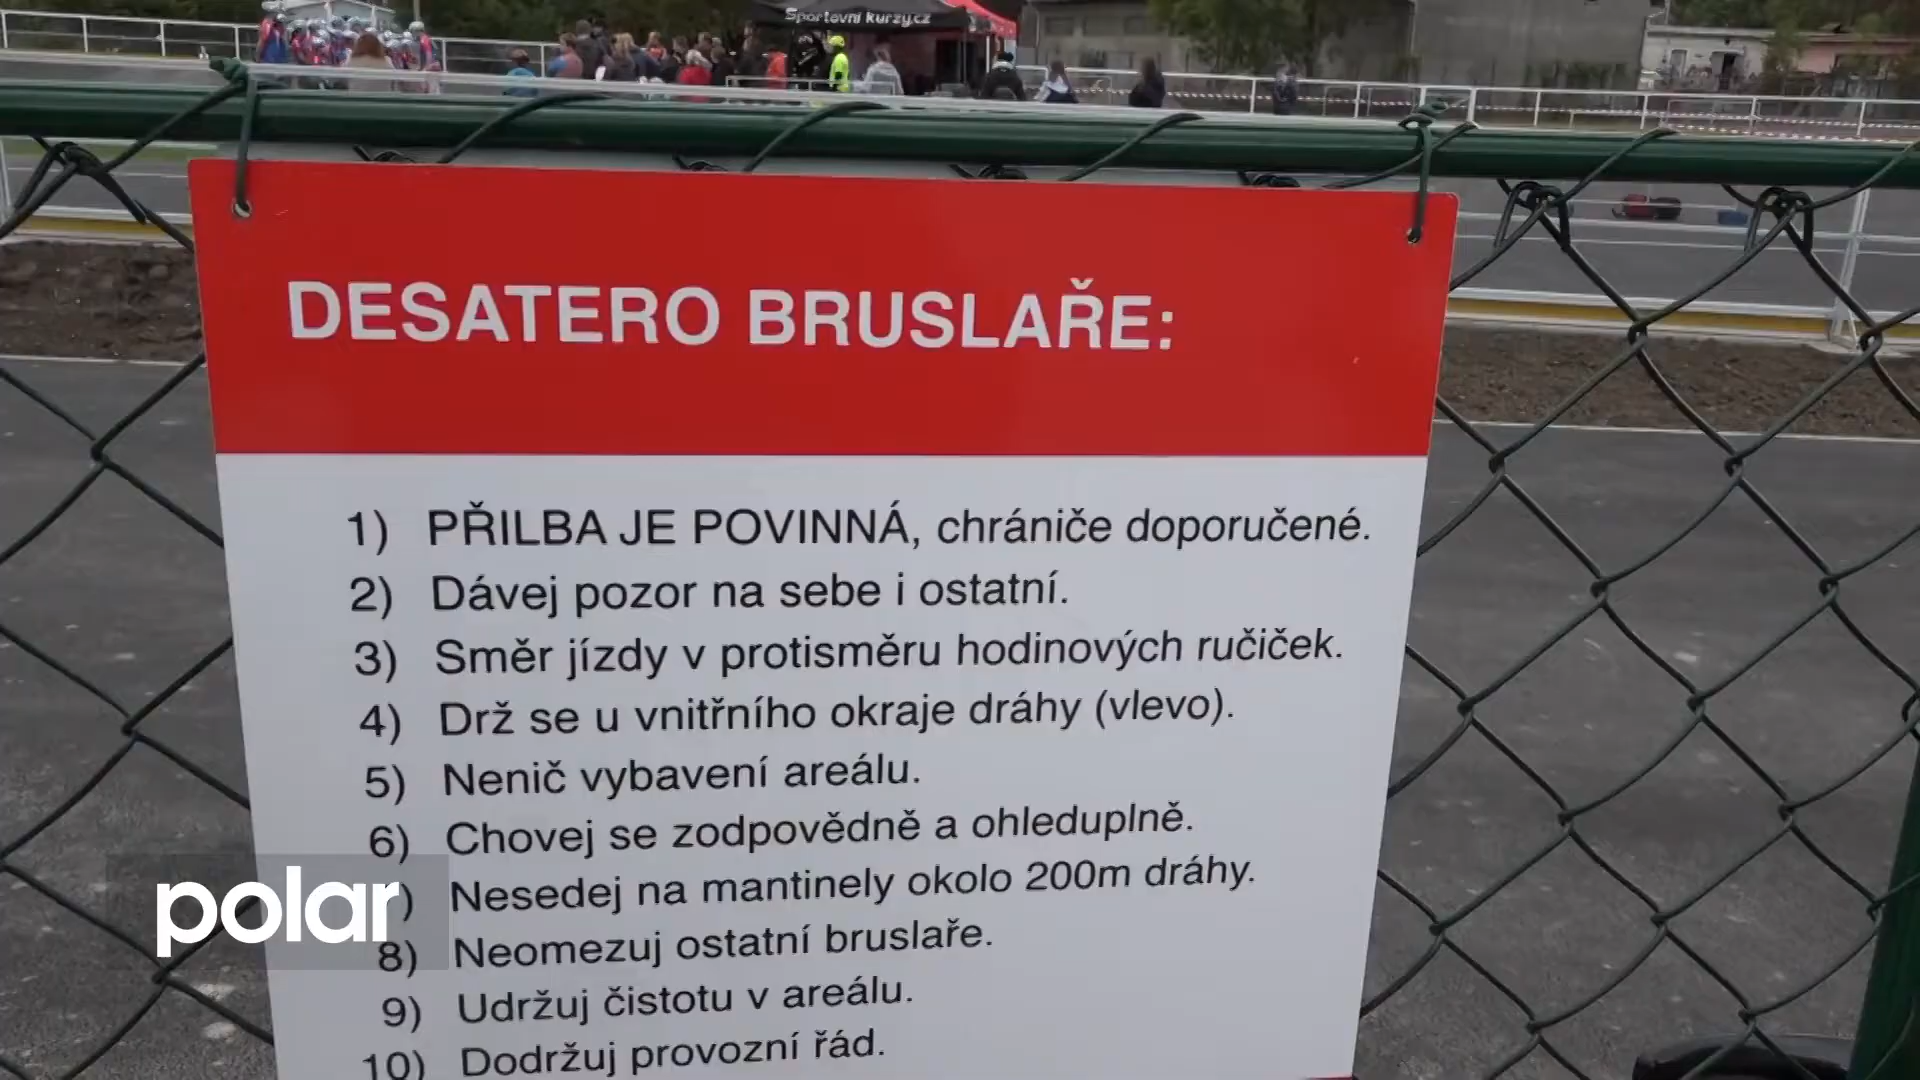 Sportovní kurzy.cz
DESATERO BRUSLAŘE:
1) PŘILBA JE POVINNÁ, chrániče doporučené.
2) Dávej pozor na sebe i ostatní.
3) Směr jízdy v protisměru hodinových ručiček.
4) Drž se u vnitřního okraje dráhy (vlevo).
5) Nenič vybavení areálu.
6) Chovej se zodpovědně a ohleduplně.
) Nesedej na mantinely okolo 200m dráhy.
8) Neomezuj ostatní bruslaře.
9) Udržuj čistotu v areálu.
10) Dodržuj provozní řád.
polar